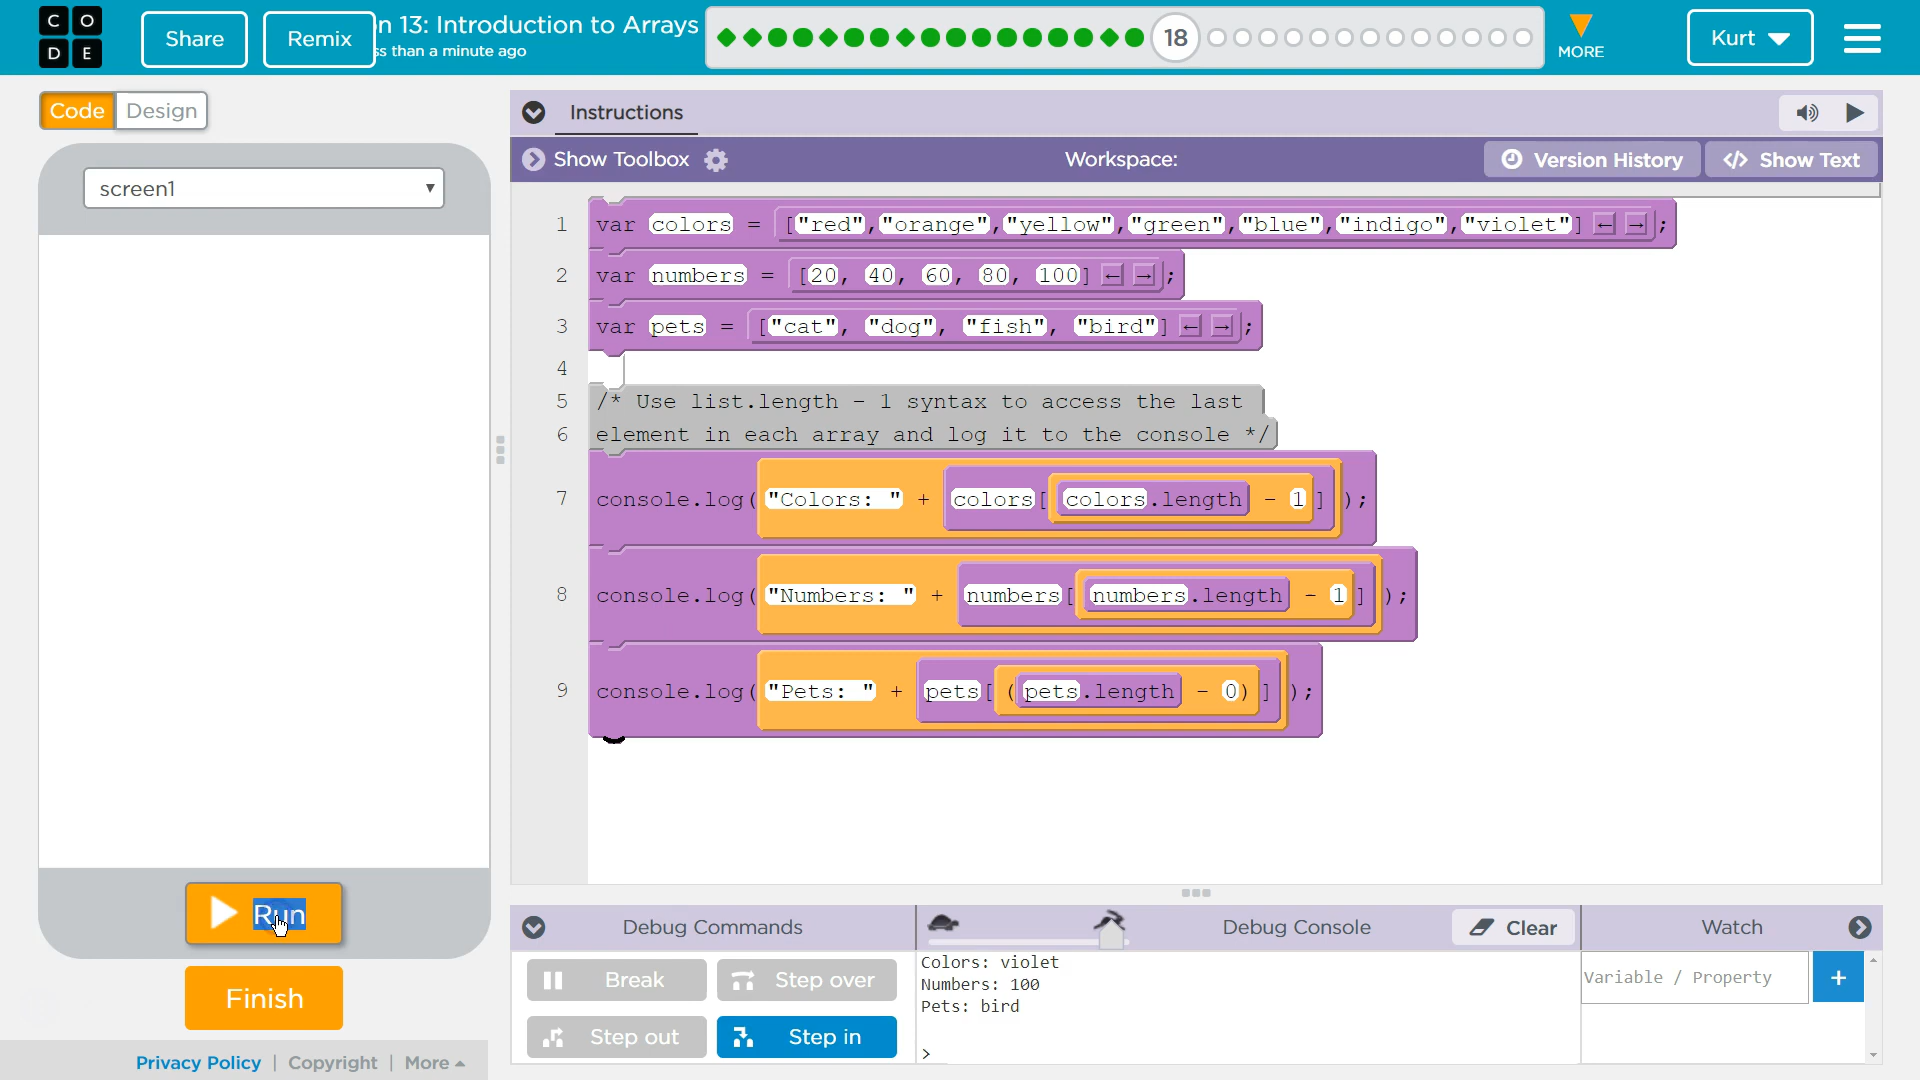 C O
D E
Share
Remix
n 13: Introduction to Arrays
ss than a minute ago
18
MORE
Kurt
Code
Design
Instructions
screen1
Show Toolbox
Workspace:
Version History
</> Show Text
1 var colors = ["red","orange","yellow","green","blue","indigo","violet"] ← → ;
2 var numbers = [20, 40, 60, 80, 100] ← → ;
3 var pets = ["cat", "dog", "fish", "bird"] ← → ;
4
5 /* Use list.length - 1 syntax to access the last
6 element in each array and log it to the console */
7 console.log("Colors: " + colors[colors.length - 1]);
8 console.log("Numbers: " + numbers[numbers.length - 1]);
9 console.log("Pets: " + pets[(pets.length - 0)]);
Run
Finish
Debug Commands
Debug Console
Clear
Watch
Break
Step over
Step out
Step in
Colors: violet
Numbers: 100
Pets: bird
>
Variable / Property
+
Privacy Policy | Copyright | More